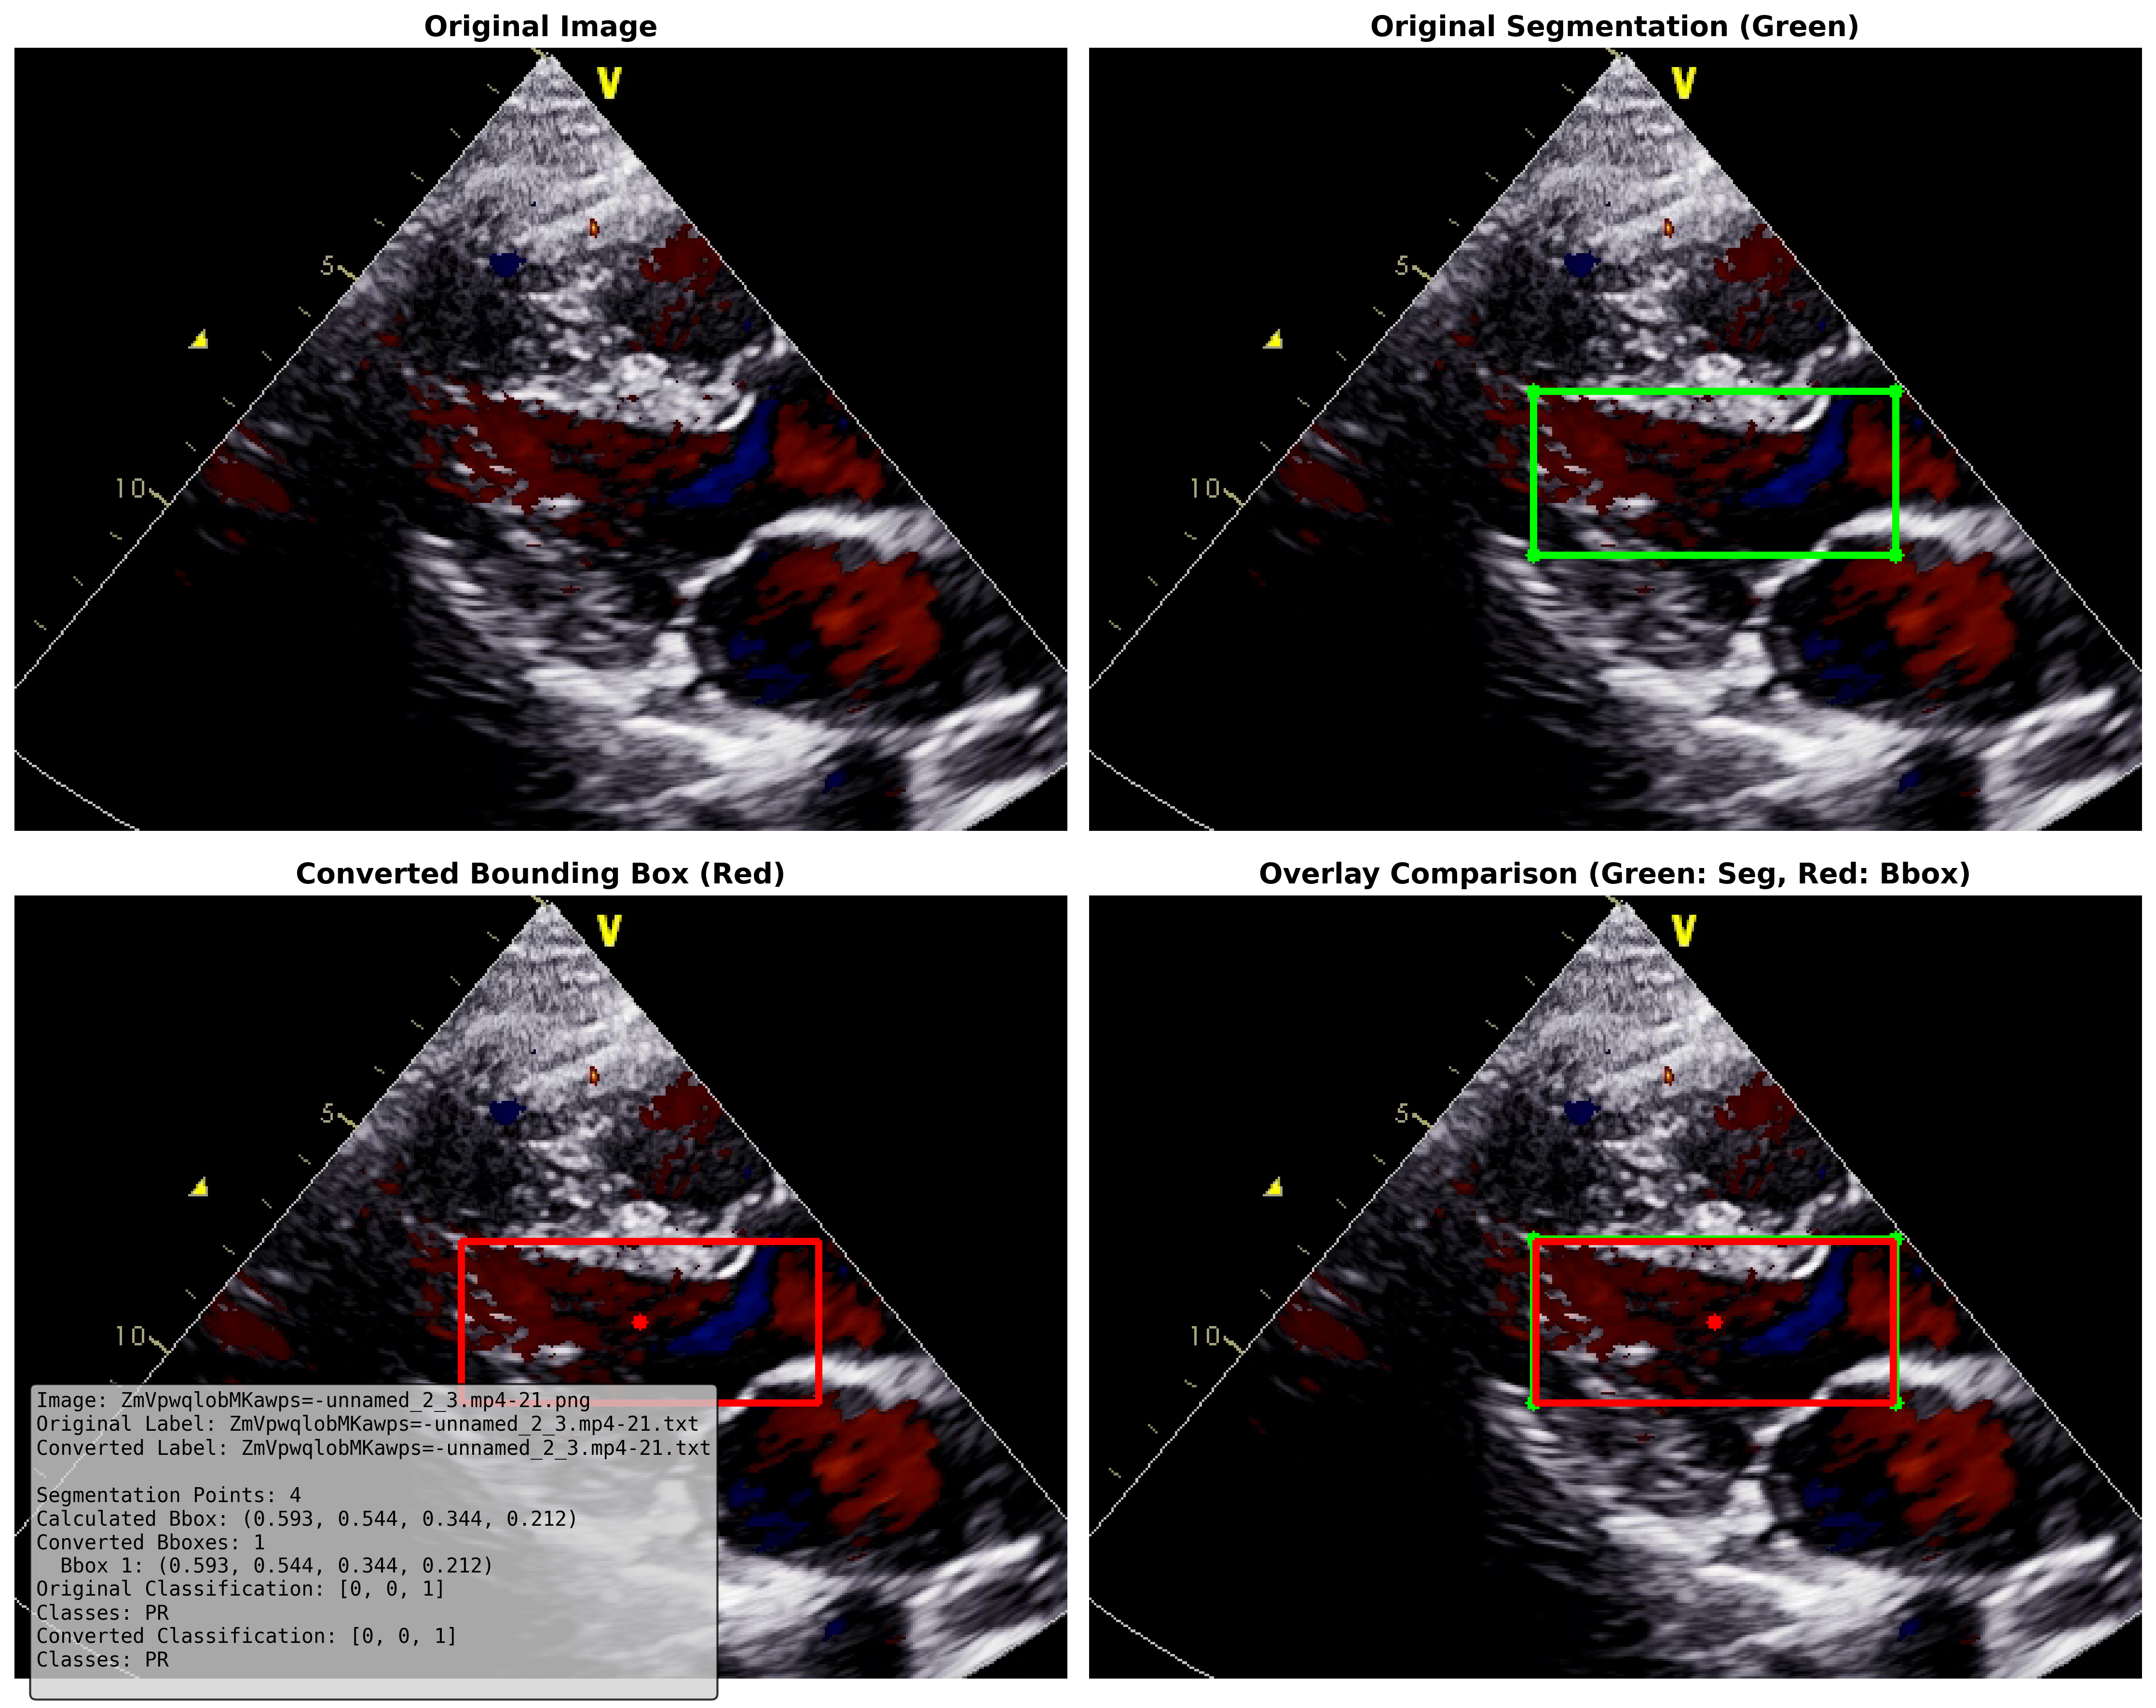 Original Image
Original Segmentation (Green)
V
5
10
V
5
10
Converted Bounding Box (Red)
Overlay Comparison (Green: Seg, Red: Bbox)
V
5
10
V
5
10
Image: ZmVpwqlobMKawps=-unnamed_2_3.mp4-21.png
Original Label: ZmVpwqlobMKawps=-unnamed_2_3.mp4-21.txt
Converted Label: ZmVpwqlobMKawps=-unnamed_2_3.mp4-21.txt
Segmentation Points: 4
Calculated Bbox: (0.593, 0.544, 0.344, 0.212)
Converted Bboxes: 1
Bbox 1: (0.593, 0.544, 0.344, 0.212)
Original Classification: [0, 0, 1]
Classes: PR
Converted Classification: [0, 0, 1]
Classes: PR